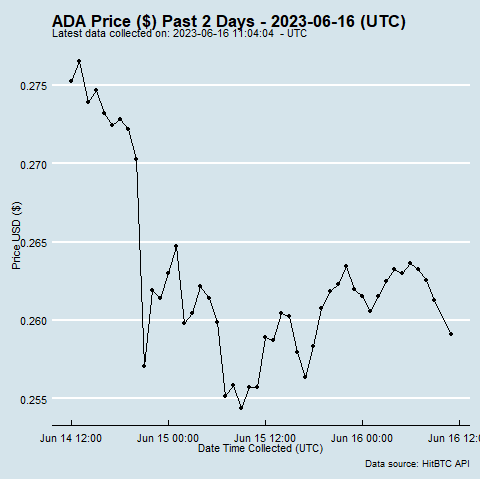 ADA Price ($) Past 2 Days - 2023-06-16 (UTC)
Latest data collected on: 2023-06-16 11:04:04 - UTC
0.275
0.270
0.265
0.260
0.255
Price USD ($)
Jun 14 12:00
Jun 15 00:00
Jun 15 12:00
Jun 16 00:00
Jun 16 12:0
Date Time Collected (UTC)
Data source: HitBTC API